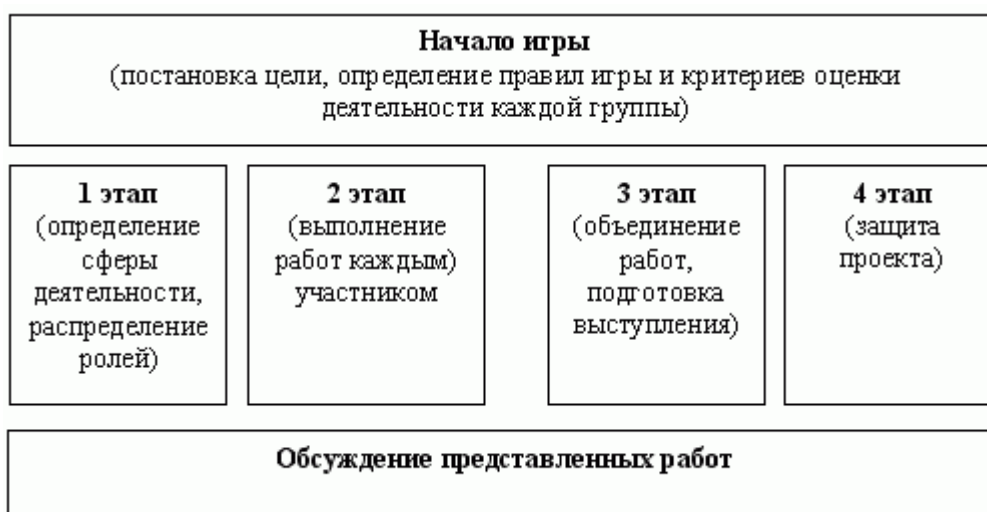 Начало игры
(постановка цели, определение правил игры и критериев оценки
деятельности каждой группы)
1 этап
(определение
сферы
деятельности,
распределение
ролей)
2 этап
(выполнение
работ каждым)
участником
3 этап
(объединение
работ,
подготовка
выступления)
4 этап
(защита
проекта)
Обсуждение представленных работ